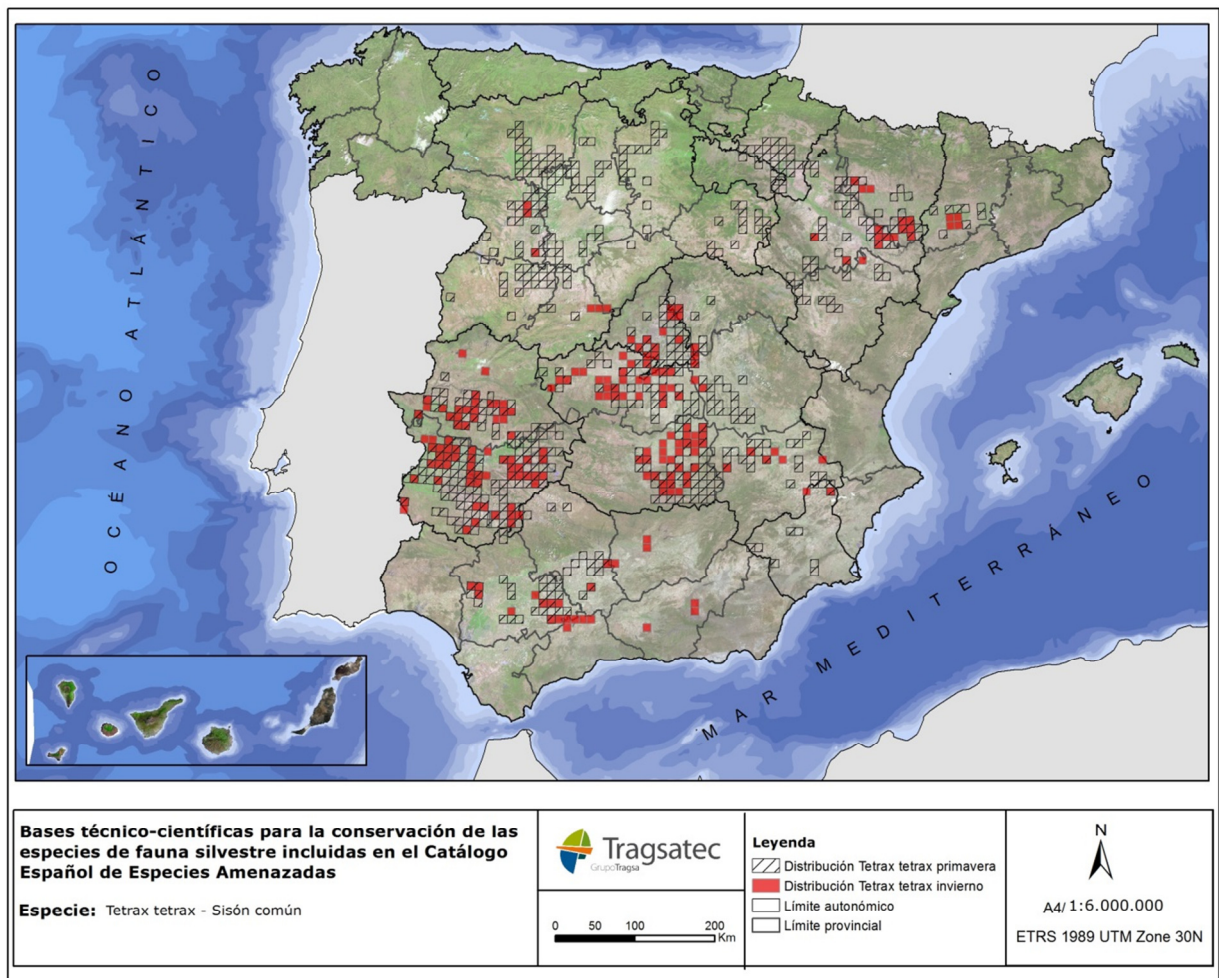 OCÉANO ATLÁNTICO
MAR MEDITERRÁNEO
Bases técnico-científicas para la conservación de las
especies de fauna silvestre incluidas en el Catálogo
Español de Especies Amenazadas
Especie: Tetrax tetrax - Sisón común
Tragsatec
GrupoTragsa
0 50 100 200
Km
Leyenda
Distribución Tetrax tetrax primavera
Distribución Tetrax tetrax invierno
Límite autonómico
Límite provincial
N
A4/ 1:6.000.000
ETRS 1989 UTM Zone 30N